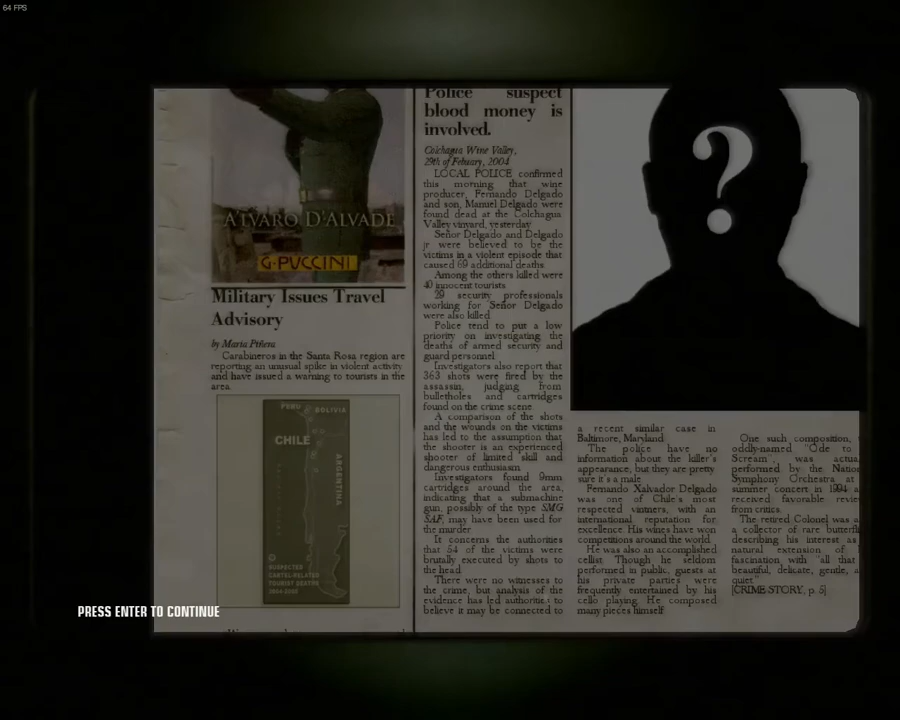 64 FPS
ALVARO D'ALVADE
G·PUCCINI
Military Issues Travel
Advisory
by Maria Piñera
Carabineros in the Santa Rosa region are
reporting an unusual spike in violent activity
and have issued a warning to tourists in the
area.
PERU
BOLIVIA
CHILE
ARGENTINA
SUSPECTED
CARTEL-RELATED
TOURIST DEATHS
Police suspect
blood money is
involved.
Colchagua Wine Valley,
29th of Febuary, 2004
LOCAL POLICE confirmed
this morning that wine
producer, Fernando Delgado
and son, Manuel Delgado were
found dead at the Colchagua
Valley vinyard, yesterday
Señor Delgado and Delgado
jr were believed to be the
victims in a violent episode that
caused 69 additional deaths
Among the others killed were
40 innocent tourists
29 security professionals
working for Señor Delgado
were also killed
Police tend to put a low
priority on investigating the
deaths of armed security and
guard personnel
Investigators also report that
363 shots were fired by the
assassin, judging from
bulletholes and cartridges
found on the crime scene
A comparison of the shots
and the wounds on the victims
has led to the assumption that
the shooter is an experienced
shooter of limited skill and
dangerous enthusiasm
Investigators found 9mm
cartridges around the area,
indicating that a submachine
gun, possibly of the type SMG
SAF, may have been used for
the murder
It concerns the authorities
that 54 of the victims were
brutally executed by shots to
the head
There were no witnesses to
the crime, but analysis of the
evidence has led authorities to
believe it may be connected to
?
a recent similar case in
Baltimore, Maryland
The police have no
information about the killer's
appearance, but they are pretty
sure it s a male
Fernando Xalvador Delgado
was one of Chile's most
respected vintners, with an
international reputation for
excellence. His wines have won
competitions around the world
He was also an accomplished
cellist Though he seldom
performed in public, guests at
his private parties were
frequently entertained by his
cello playing. He composed
many pieces himself
One such composition,
oddly-named "Ode to
Scream" was actua
performed by the Natio
Symphony Orchestra at
summer concert in 1994 a
received favorable revie
from critics.
The retired Colonel was a
a collector of rare butterfl
describing his interest as
natural extension of
fascination with "all that
beautiful, delicate, gentle, a
quiet"
[CRIME STORY, p. 5]
PRESS ENTER TO CONTINUE